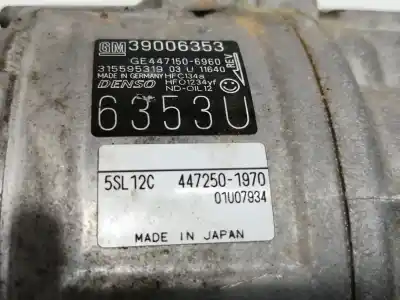 GM 39006353
GE447150-6960
315595319 03 U 11640
MADE IN GERMANY HFC134a
DENSO HFO1234yf
ND-OIL12
REV
6353U
5SL12C 447250-1970
01U07934
MADE IN JAPAN